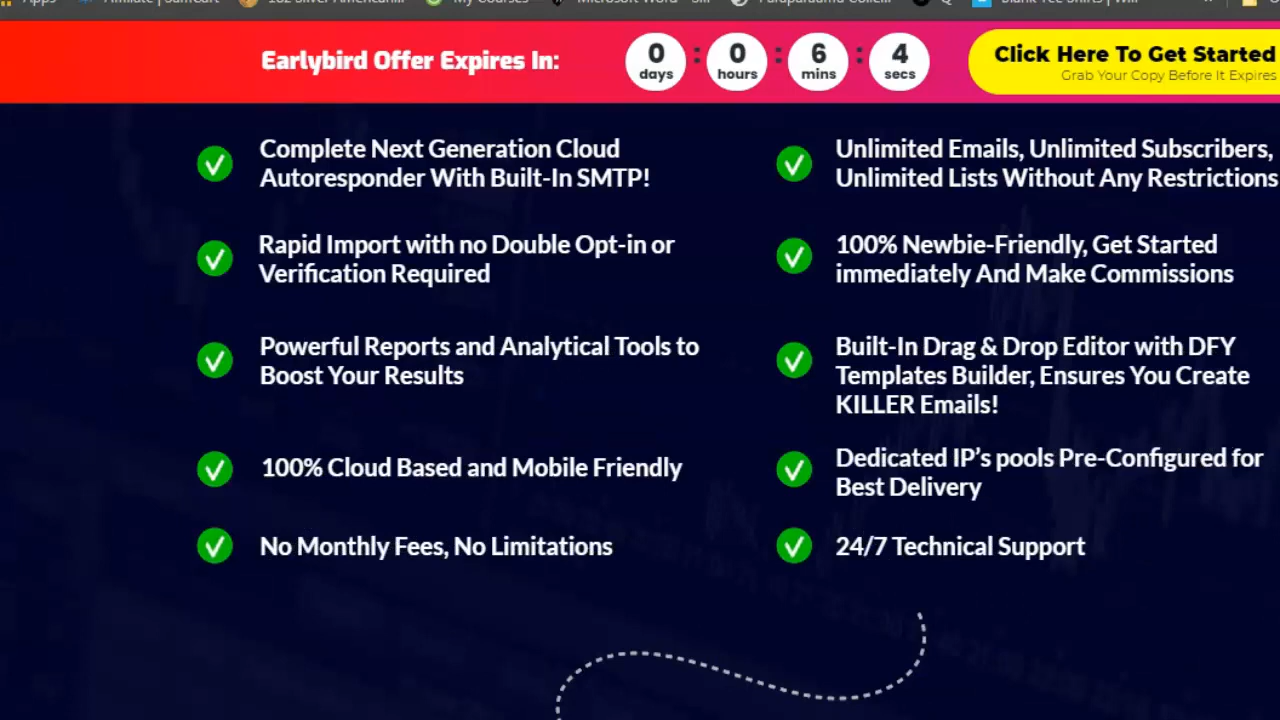 Apps
Affiliate | SamCart
My Courses
Earlybird Offer Expires In:
0 : 0 : 6 : 4
days hours mins secs
Click Here To Get Started
Grab Your Copy Before It Expires
Complete Next Generation Cloud
Autoresponder With Built-In SMTP!
Unlimited Emails, Unlimited Subscribers,
Unlimited Lists Without Any Restrictions
Rapid Import with no Double Opt-in or
Verification Required
100% Newbie-Friendly, Get Started
immediately And Make Commissions
Powerful Reports and Analytical Tools to
Boost Your Results
Built-In Drag & Drop Editor with DFY
Templates Builder, Ensures You Create
KILLER Emails!
100% Cloud Based and Mobile Friendly
Dedicated IP's pools Pre-Configured for
Best Delivery
No Monthly Fees, No Limitations
24/7 Technical Support